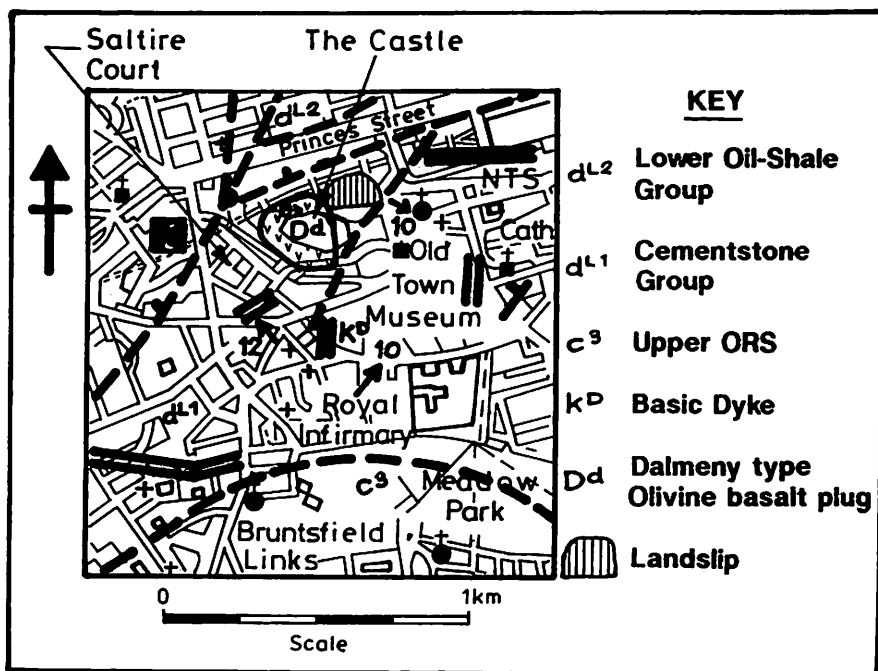 Saltire
Court
The Castle
dL2
Princes Street
NTS
10
Dd
Old
Cath
dL1
Town
Museum
12
kD
10
dL1
Royal
Infirmary
c3
Meadow
Park
Bruntsfield
Links
0
1km
Scale
KEY
dL2 Lower Oil-Shale
Group
dL1 Cementstone
Group
c3 Upper ORS
kD Basic Dyke
Dd Dalmeny type
Olivine basalt plug
Landslip